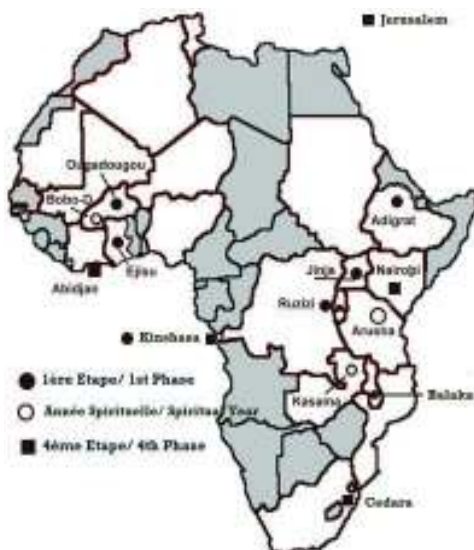 Jerusalem
Ougadougou
Bobo-D
Adigrat
Ejisu
Abidjan
Jinja
Nairobi
Ruzizi
Arusha
Kinshasa
1ère Etape/ 1st Phase
Kasama
Balaka
Année Spirituelle/ Spiritual Year
4ème Etape/ 4th Phase
Cedara